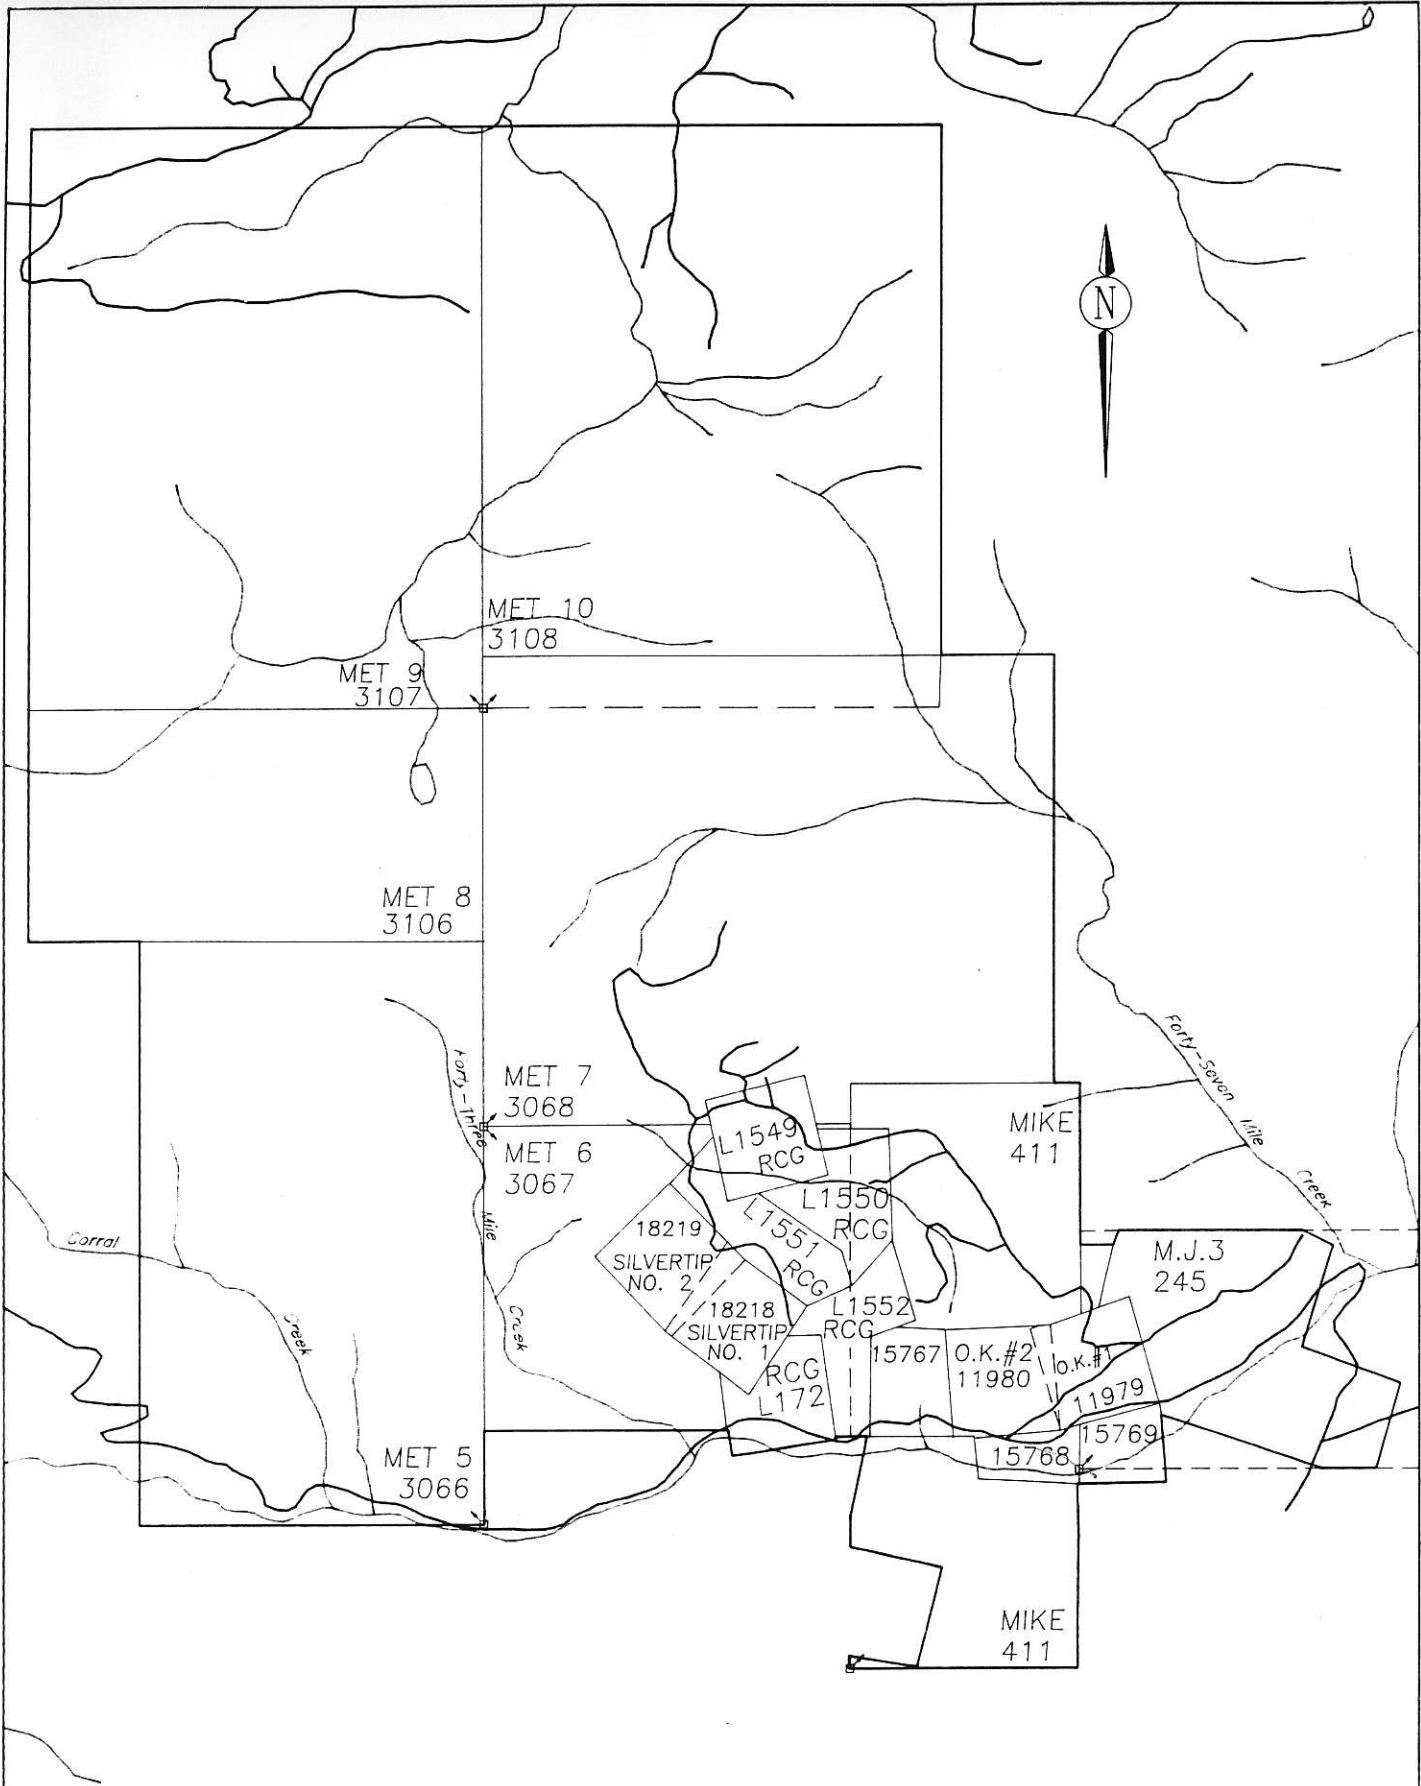 N
MET 10
3108
MET 9
3107
MET 8
3106
MET 7
3068
MET 6
3067
Forty-Three Mile Creek
Forty-Seven Mile Creek
MIKE
411
L1549
RCG
L1550
RCG
L1551
RCG
L1552
RCG
18219
SILVERTIP
NO. 2
18218
SILVERTIP
NO. 1
RCG
L172
15767
O.K.#2
11980
O.K.#1
11979
15769
15768
M.J.3
245
Corral Creek
MET 5
3066
MIKE
411